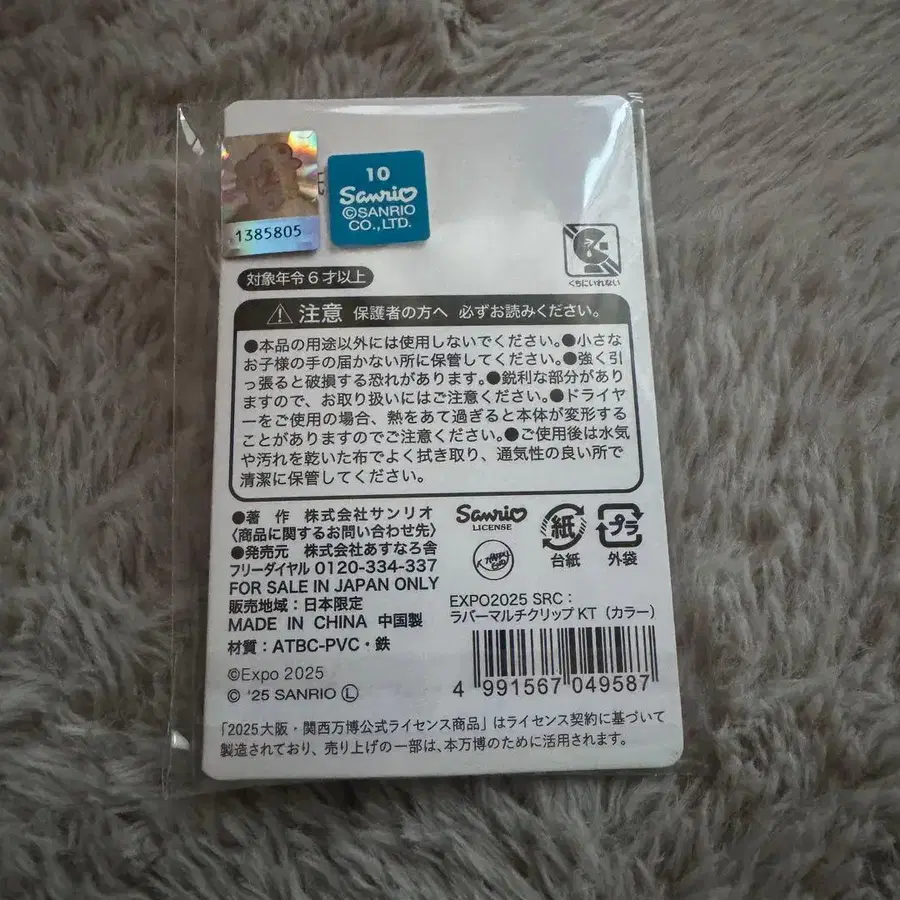 1385805
10
Sanrio
©SANRIO
CO.,LTD.
くちにいれない
対象年令6才以上
注意 保護者の方へ 必ずお読みください。
●本品の用途以外には使用しないでください。●小さな
お子様の手の届かない所に保管してください。●強く引
っ張ると破損する恐れがあります。●鋭利な部分があり
ますので、お取り扱いにはご注意ください。●ドライヤ
ーをご使用の場合、熱をあて過ぎると本体が変形する
ことがありますのでご注意ください。●ご使用後は水気
や汚れを乾いた布でよく拭き取り、通気性の良い所で
清潔に保管してください。
●著 作 株式会社サンリオ
〈商品に関するお問い合わせ先〉
●発売元 株式会社あすなろ舎
フリーダイヤル 0120-334-337
FOR SALE IN JAPAN ONLY
販売地域：日本限定
MADE IN CHINA 中国製
材質：ATBC-PVC・鉄
©Expo 2025
© '25 SANRIO Ⓛ
Sanrio
LICENSE
紙
台紙
プラ
外袋
EXPO2025 SRC：
ラバーマルチクリップ KT（カラー）
4 991567 049587
「2025大阪・関西万博公式ライセンス商品」はライセンス契約に基づいて
製造されており、売り上げの一部は、本万博のために活用されます。